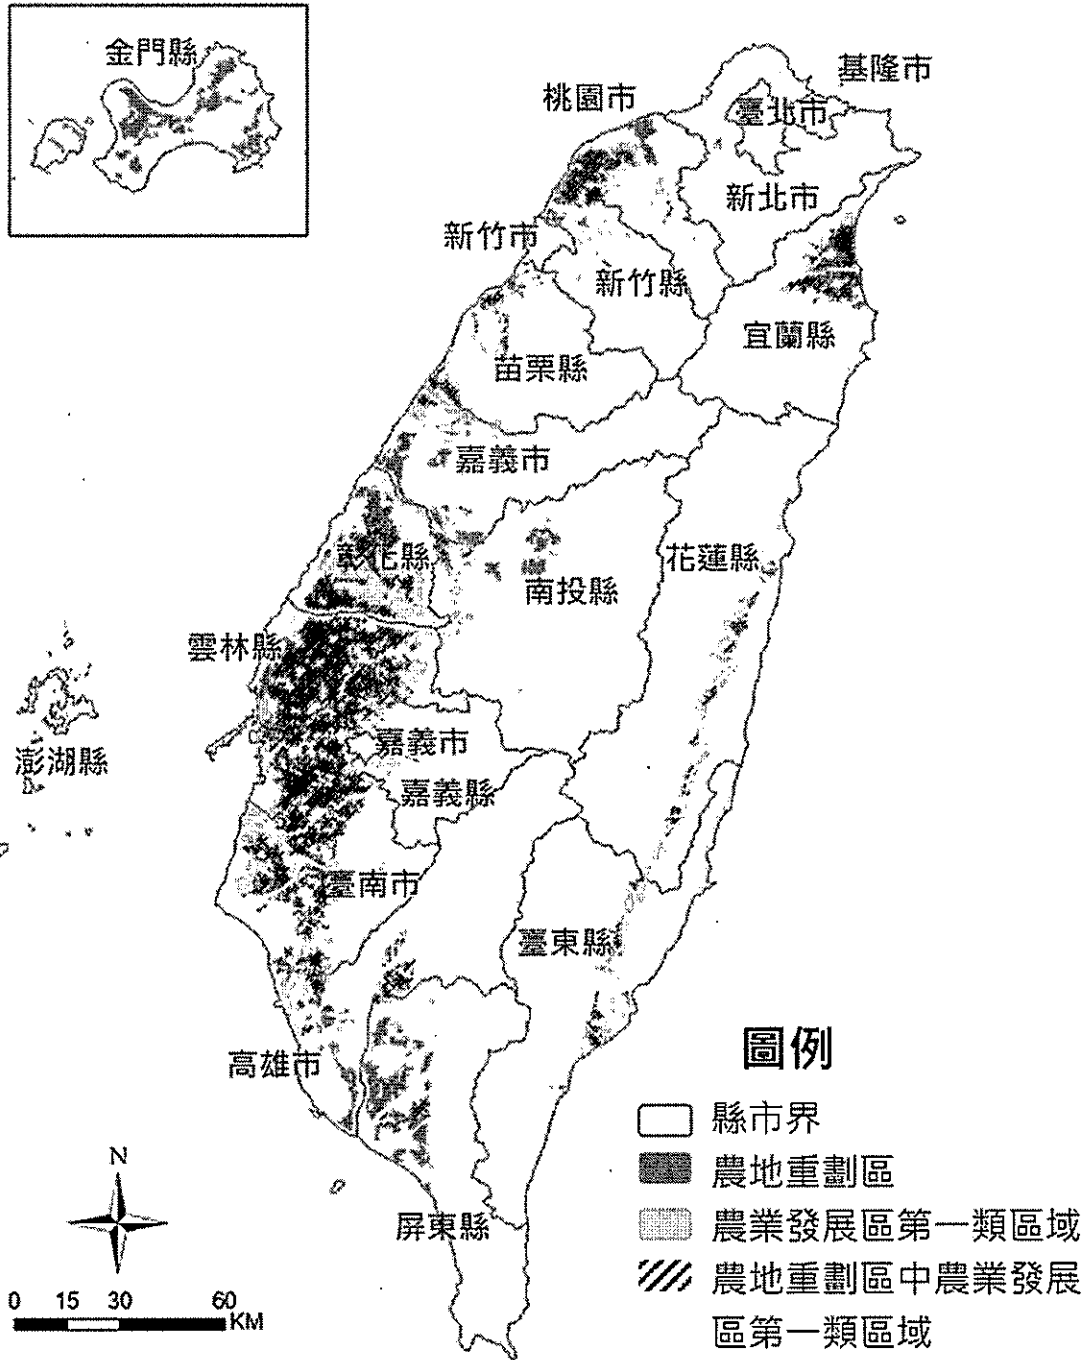 金門縣
基隆市
桃園市
臺北市
新北市
新竹市
新竹縣
宜蘭縣
苗栗縣
嘉義市
彰化縣
花蓮縣
南投縣
雲林縣
嘉義市
澎湖縣
嘉義縣
臺南市
臺東縣
圖例
高雄市
縣市界
農地重劃區
屏東縣
農業發展區第一類區域
農地重劃區中農業發展
區第一類區域
N
0 15 30 60
KM